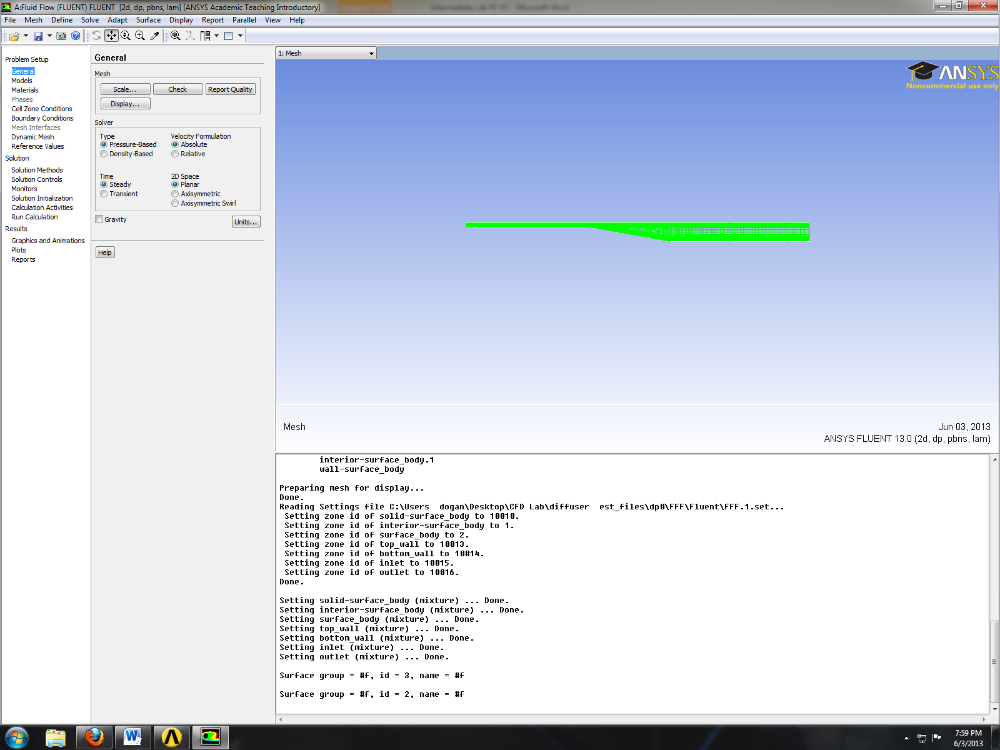 A:Fluid Flow (FLUENT) FLUENT [2d, dp, pbns, lam] [ANSYS Academic Teaching Introductory]
File Mesh Define Solve Adapt Surface Display Report Parallel View Help
Problem Setup
General
Models
Materials
Phases
Cell Zone Conditions
Boundary Conditions
Mesh Interfaces
Dynamic Mesh
Reference Values
Solution
Solution Methods
Solution Controls
Monitors
Solution Initialization
Calculation Activities
Run Calculation
Results
Graphics and Animations
Plots
Reports
General
Mesh
Scale... Check Report Quality
Display...
Solver
Type Velocity Formulation
Pressure-Based Absolute
Density-Based Relative
Time 2D Space
Steady Planar
Transient Axisymmetric
Axisymmetric Swirl
Gravity Units...
Help
1: Mesh
ANSYS
Noncommercial use only
Mesh
Jun 03, 2013
ANSYS FLUENT 13.0 (2d, dp, pbns, lam)
interior-surface_body.1
wall-surface_body
Preparing mesh for display...
Done.
Reading Settings file C:\Users  dogan\Desktop\CFD Lab\diffuser  est_files\dp0\FFF\Fluent\FFF.1.set...
Setting zone id of solid-surface_body to 10010.
Setting zone id of interior-surface_body to 1.
Setting zone id of surface_body to 2.
Setting zone id of top_wall to 10013.
Setting zone id of bottom_wall to 10014.
Setting zone id of inlet to 10015.
Setting zone id of outlet to 10016.
Done.
Setting solid-surface_body (mixture) ... Done.
Setting interior-surface_body (mixture) ... Done.
Setting surface_body (mixture) ... Done.
Setting top_wall (mixture) ... Done.
Setting bottom_wall (mixture) ... Done.
Setting inlet (mixture) ... Done.
Setting outlet (mixture) ... Done.
Surface group = #f, id = 3, name = #f
Surface group = #f, id = 2, name = #f
7:59 PM
6/3/2013